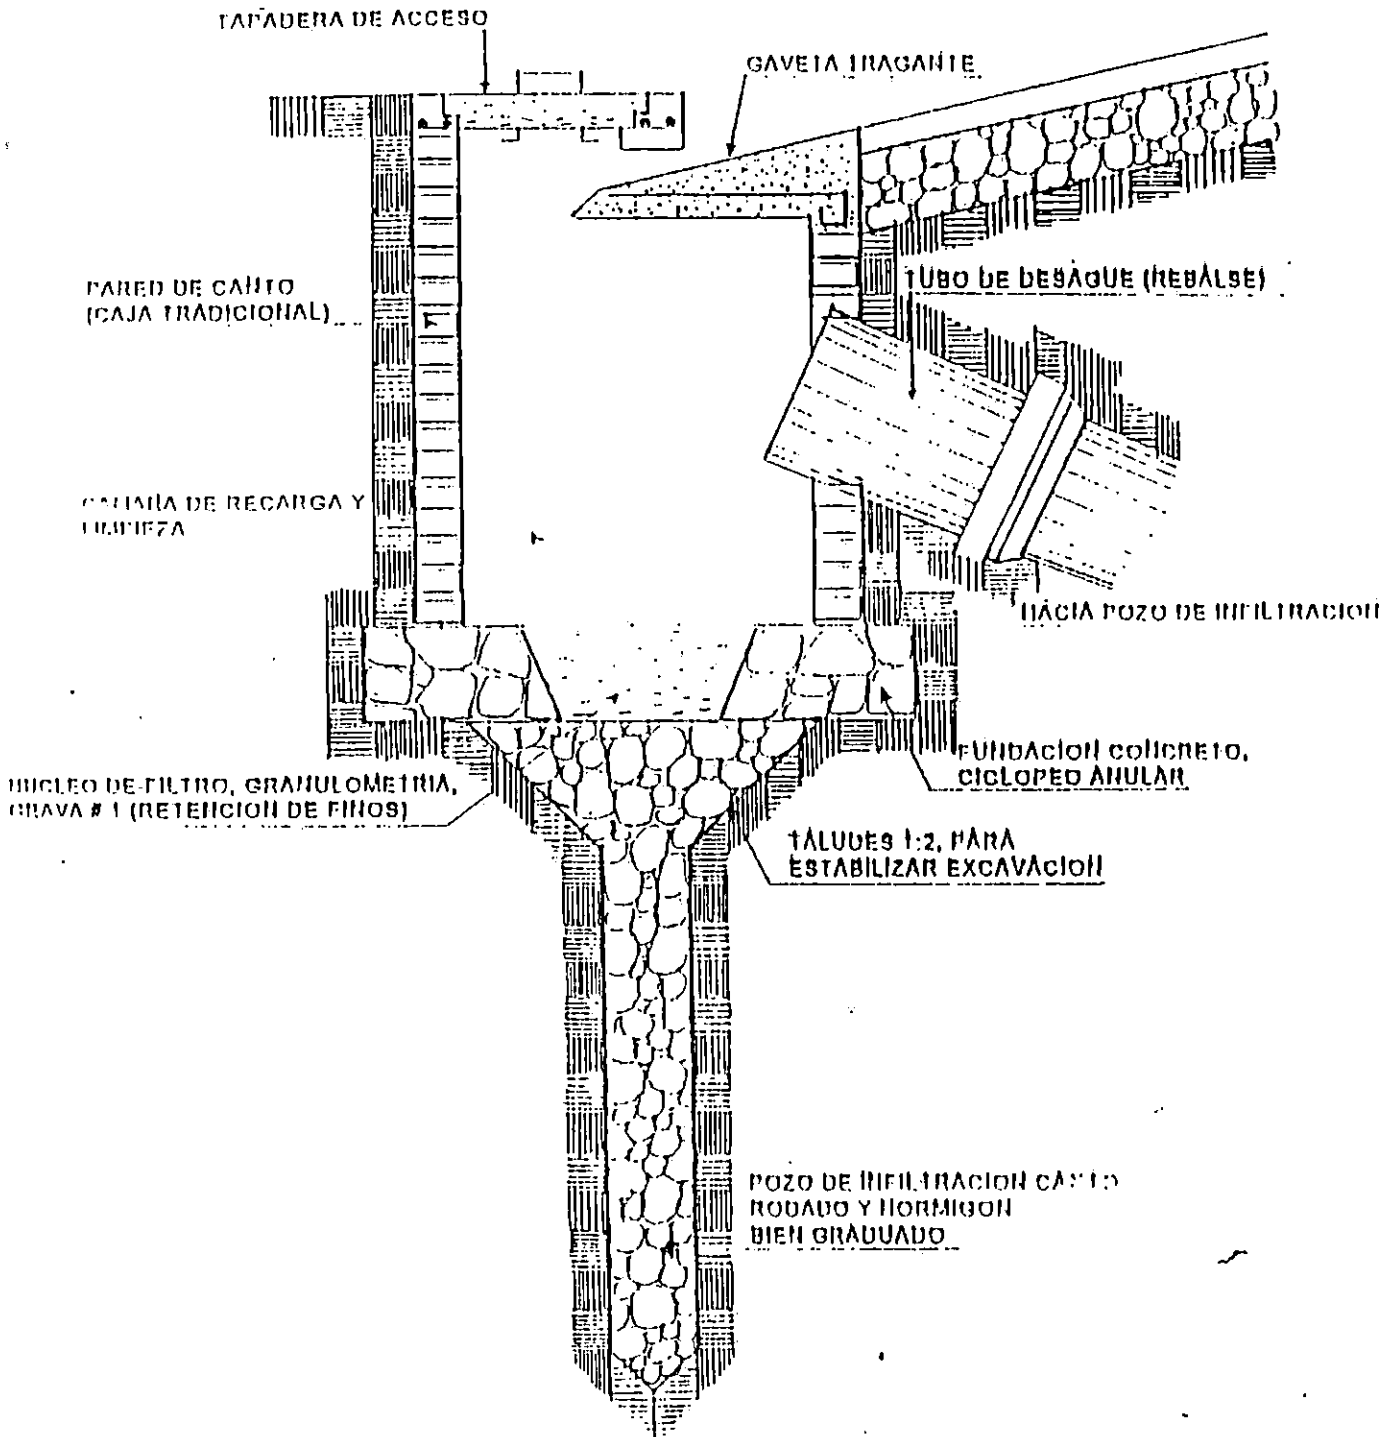 TAPADERA DE ACCESO
GAVETA TRAGANTE
PARED DE CANTO
(CAJA TRADICIONAL)
TUBO DE DESAGUE (REBALSE)
DE RECARGA Y
LIMPIEZA
HACIA POZO DE INFILTRACION
FUNDACION CONCRETO,
CICLOPEO ANULAR
NUCLEO DE FILTRO, GRANULOMETRIA,
GRAVA # 1 (RETENCION DE FINOS)
TALUDES 1:2, PARA
ESTABILIZAR EXCAVACION
POZO DE INFILTRACION CANTO
RODADO Y HORMIGON
BIEN GRADUADO